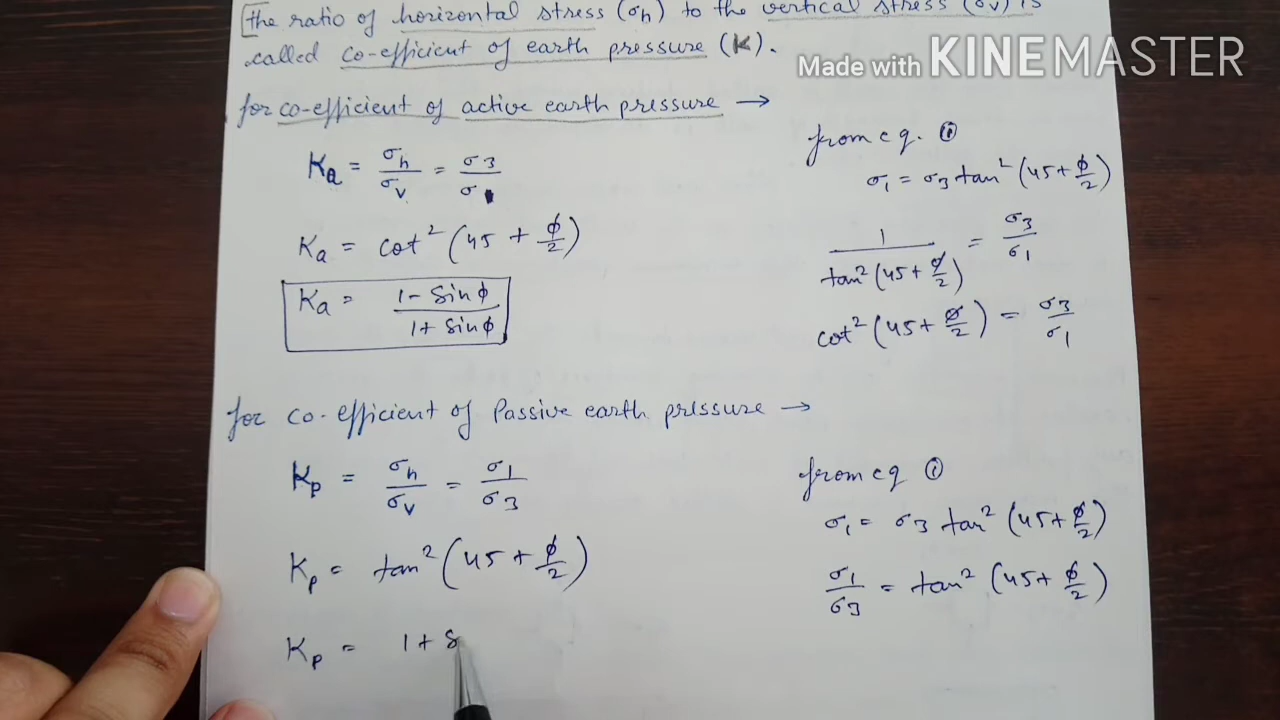 the ratio of horizontal stress (σh) to the vertical stress (σv) is
called co-efficient of earth pressure (K).
Made with KINEMASTER
for co-efficient of active earth pressure →
Ka = σh/σv = σ3/σ
Ka = cot² (45 + φ/2)
Ka = 1 - sinφ / 1 + sinφ
from eq. ①
σ1 = σ3 tan² (45 + φ/2)
1 / tan² (45 + φ/2) = σ3/σ1
cot² (45 + φ/2) = σ3/σ1
for co-efficient of Passive earth pressure →
Kp = σh/σv = σ1/σ3
Kp = tan² (45 + φ/2)
Kp = 1 + s
from eq ①
σ1 = σ3 tan² (45 + φ/2)
σ1/σ3 = tan² (45 + φ/2)